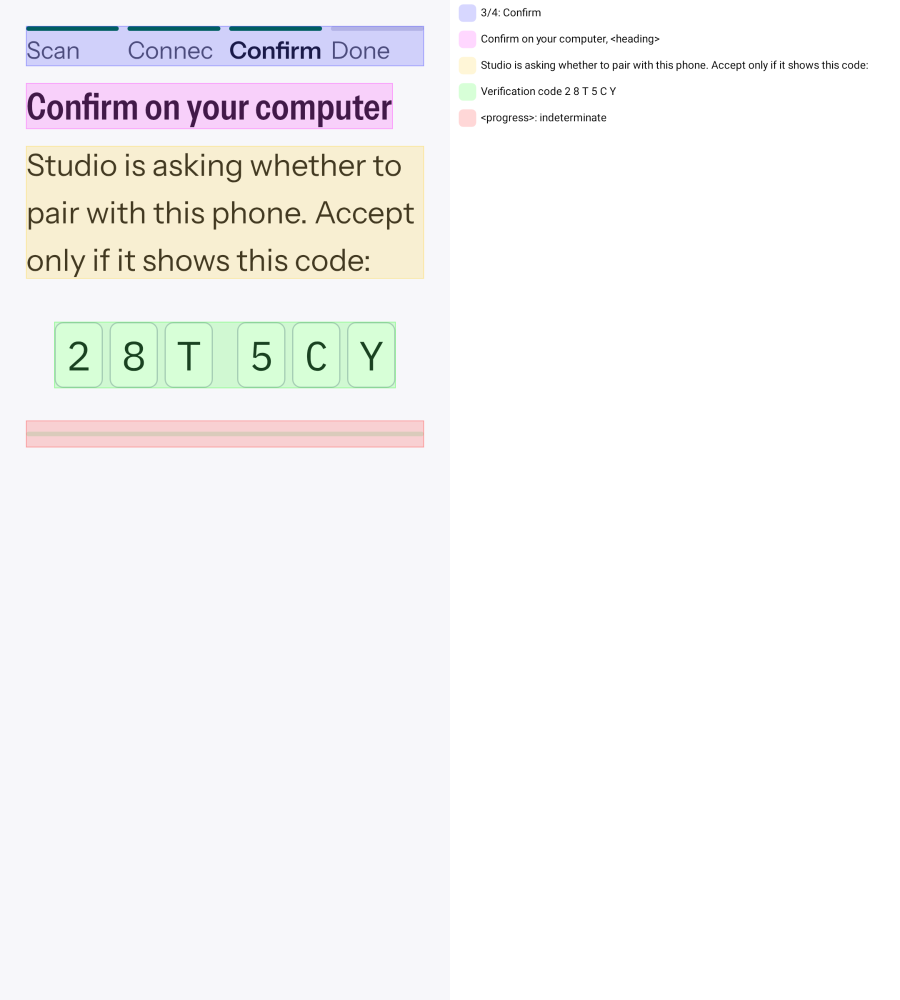 Scan Connec Confirm Done
Confirm on your computer
Studio is asking whether to
pair with this phone. Accept
only if it shows this code:
2 8 T 5 C Y
3/4: Confirm
Confirm on your computer, <heading>
Studio is asking whether to pair with this phone. Accept only if it shows this code:
Verification code 2 8 T 5 C Y
<progress>: indeterminate